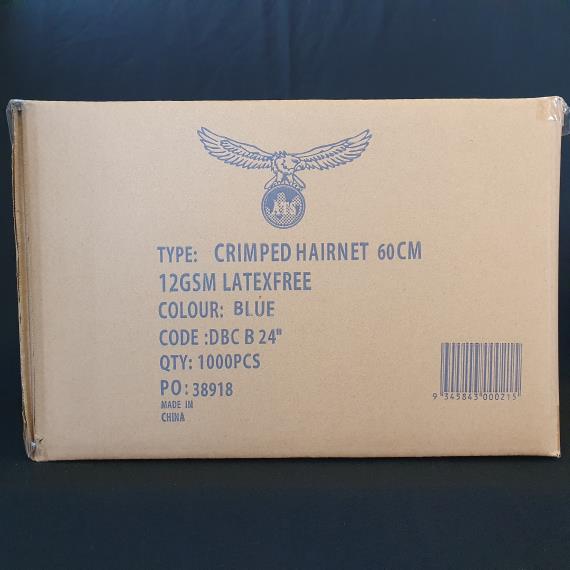 ATS
TYPE: CRIMPED HAIRNET 60CM
12GSM LATEXFREE
COLOUR: BLUE
CODE :DBC B 24"
QTY: 1000PCS
PO: 38918
MADE IN
CHINA
9 345843 000215